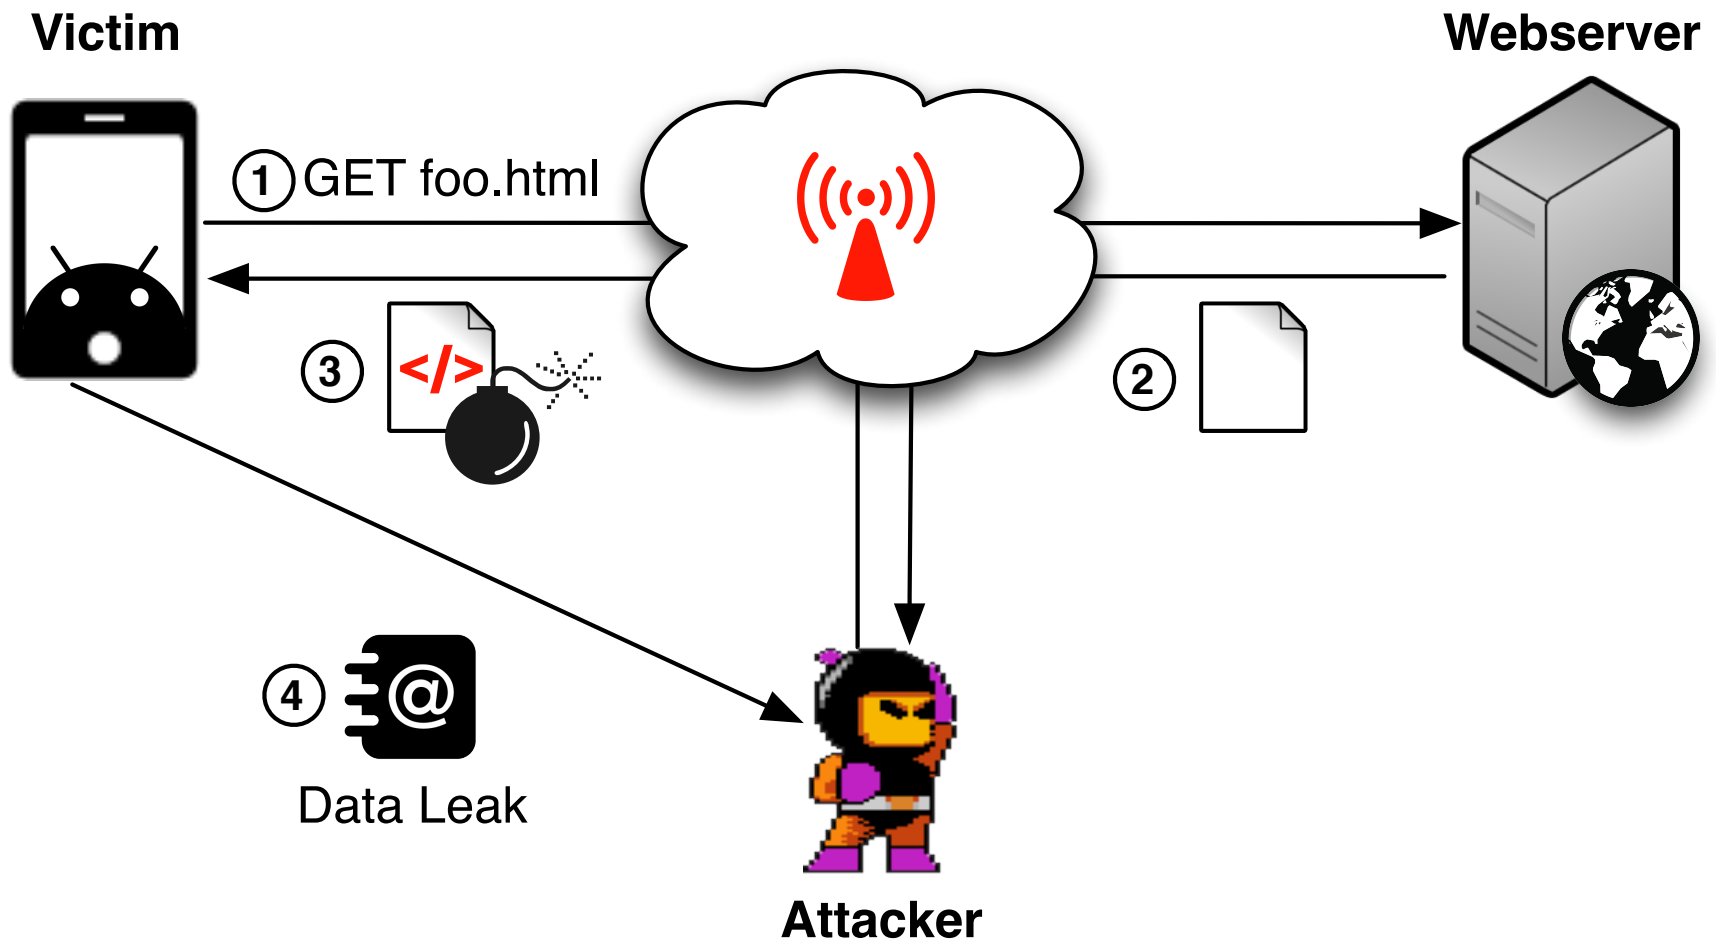 Victim
Webserver
1 GET foo.html
3 </>
2
4 @
Data Leak
Attacker